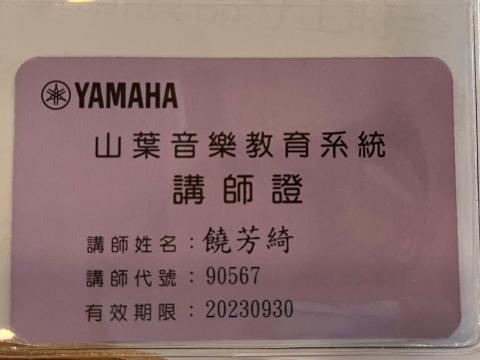 YAMAHA
山葉音樂教育系統
講師證
講師姓名：饒芳綺
講師代號：90567
有效期限：20230930